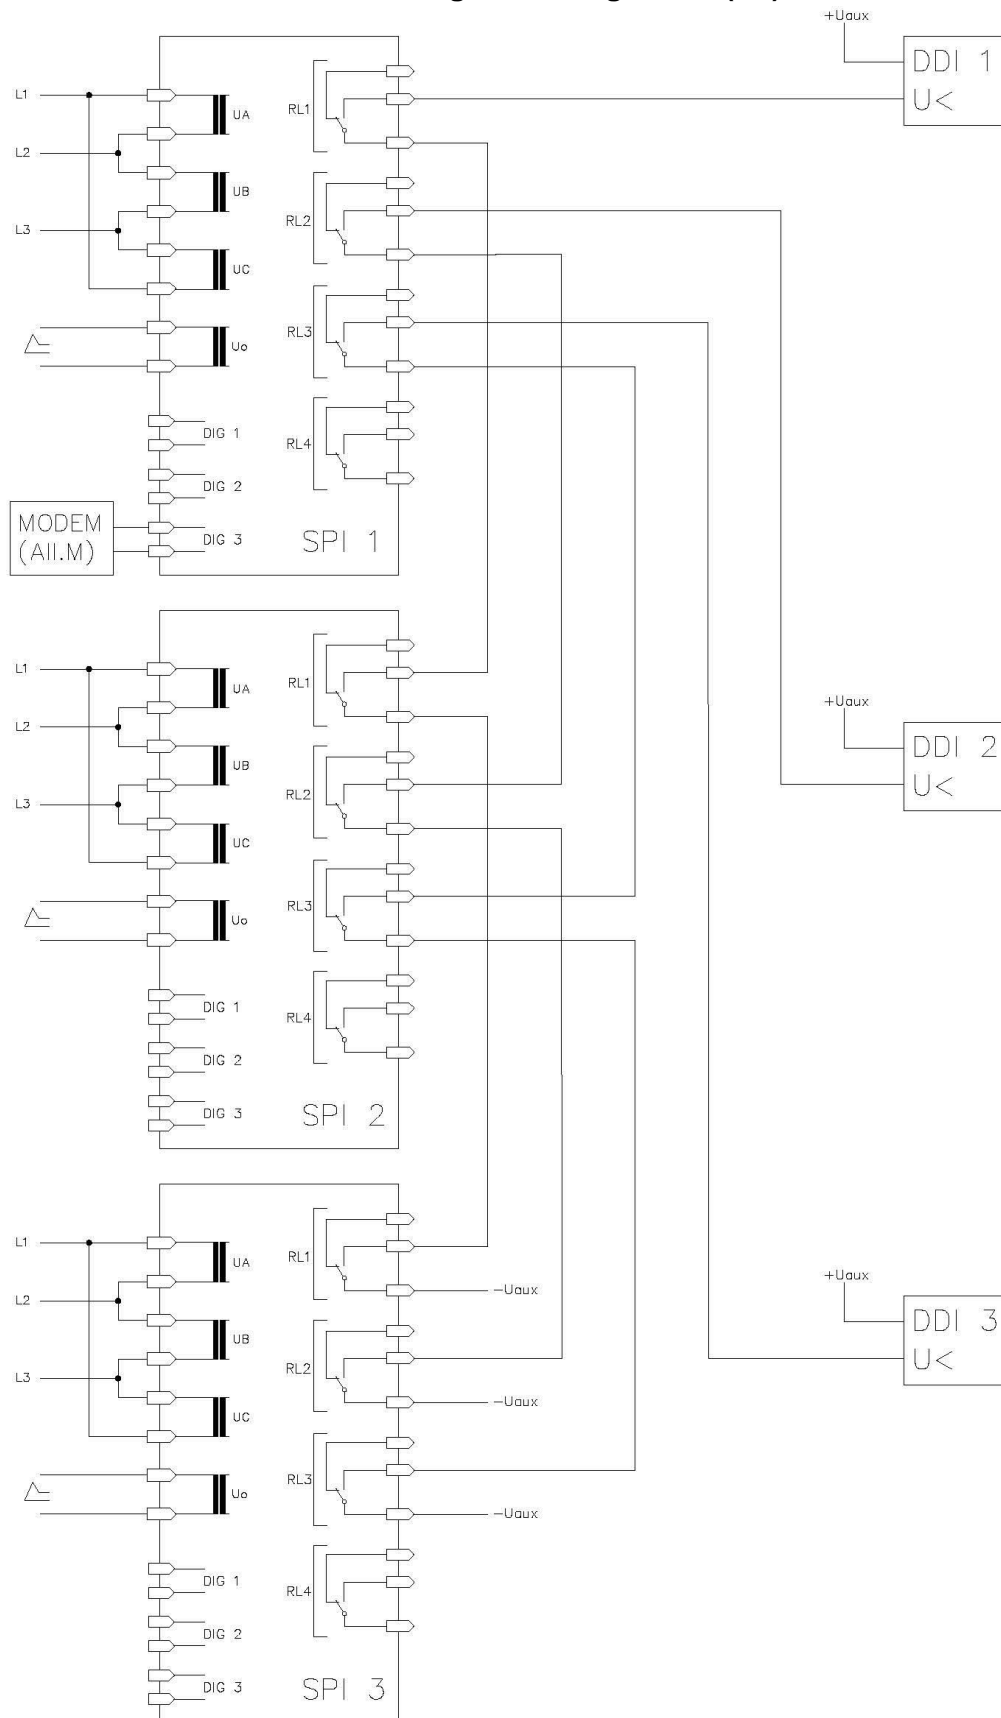 +Uaux
DDI 1
U<
L1
UA
L2
UB
L3
UC
Uo
RL1
RL2
RL3
RL4
DIG 1
DIG 2
DIG 3
MODEM
(All.M)
SPI 1
L1
UA
L2
UB
L3
UC
Uo
RL1
RL2
RL3
RL4
DIG 1
DIG 2
DIG 3
SPI 2
+Uaux
DDI 2
U<
L1
UA
L2
UB
L3
UC
Uo
RL1
-Uaux
RL2
-Uaux
RL3
-Uaux
RL4
DIG 1
DIG 2
DIG 3
SPI 3
+Uaux
DDI 3
U<